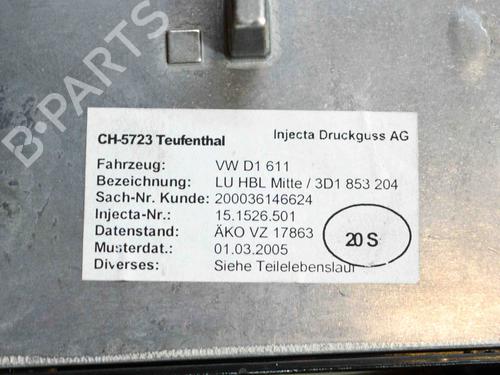 B-PARTS
CH-5723 Teufenthal Injecta Druckguss AG
Fahrzeug: VW D1 611
Bezeichnung: LU HBL Mitte / 3D1 853 204
Sach-Nr. Kunde: 200036146624
Injecta-Nr.: 15.1526.501
Datenstand: ÄKO VZ 17863
Musterdat.: 01.03.2005
Diverses: Siehe Teilelebenslauf
20 S